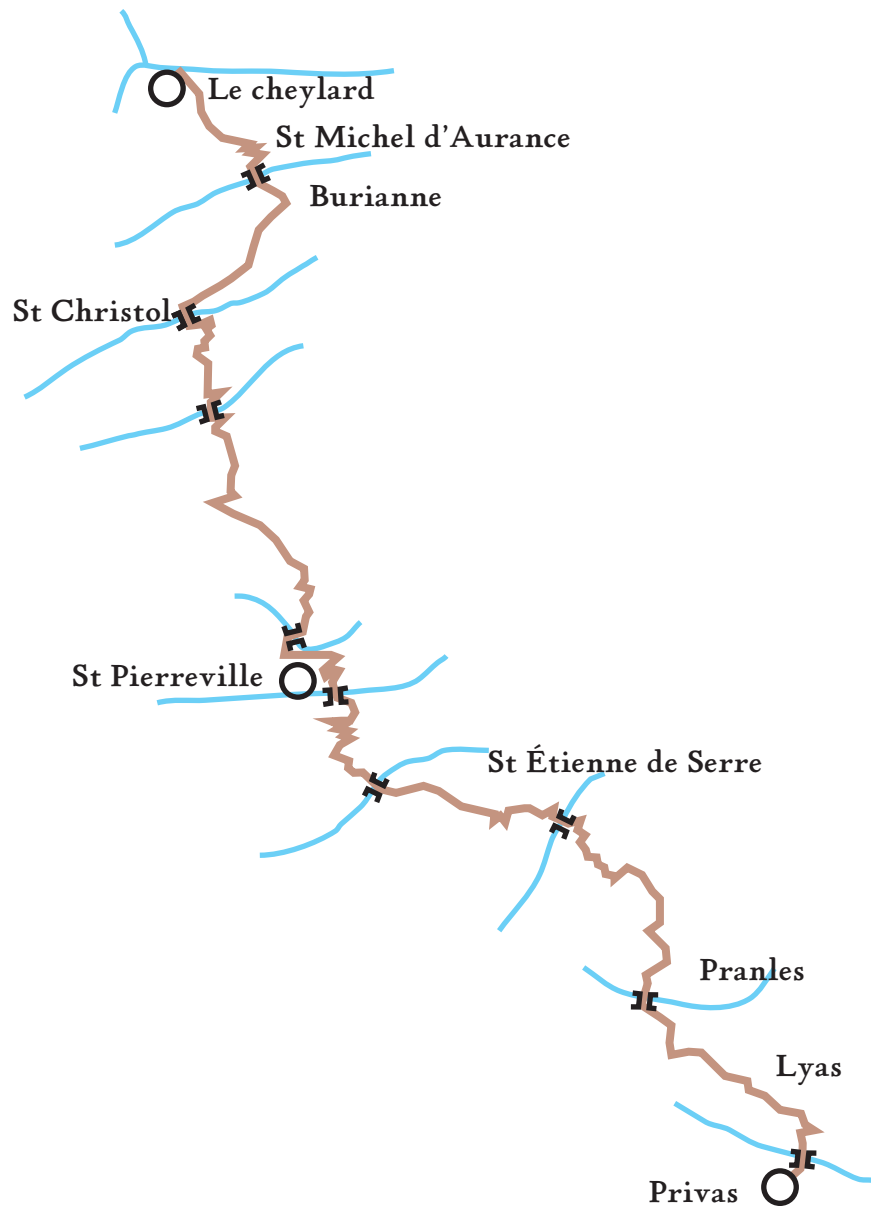 Le cheylard
St Michel d'Aurance
Burianne
St Christol
St Pierreville
St Étienne de Serre
Pranles
Lyas
Privas